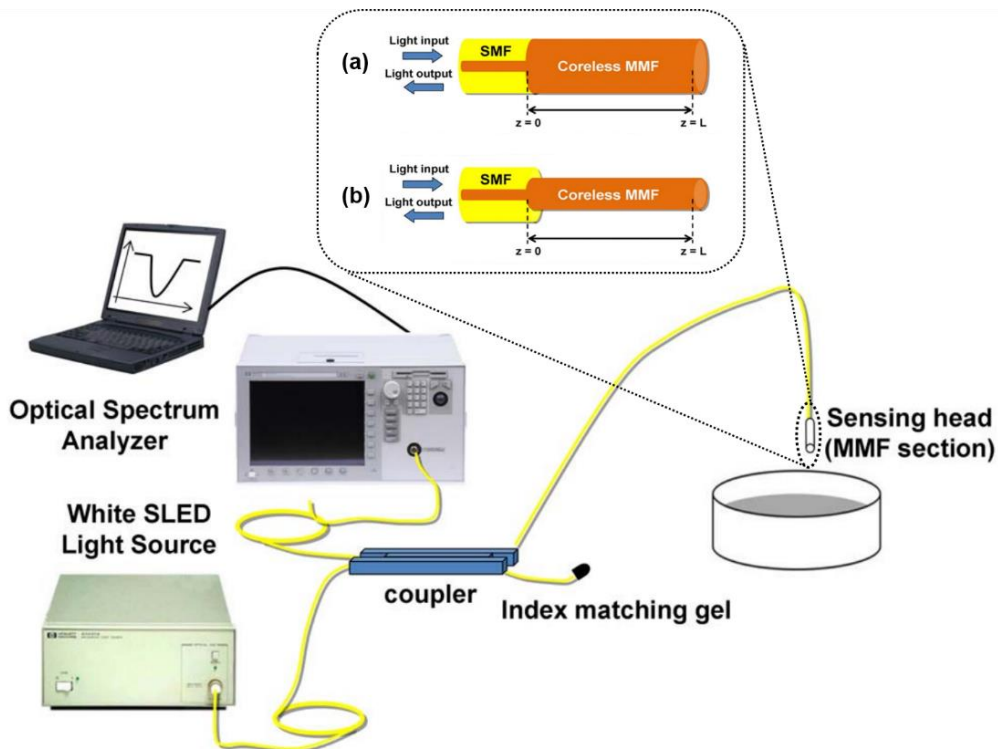 (a)
Light input
Light output
SMF
Coreless MMF
z = 0
z = L
(b)
Light input
Light output
SMF
Coreless MMF
z = 0
z = L
Optical Spectrum
Analyzer
Sensing head
(MMF section)
White SLED
Light Source
coupler
Index matching gel